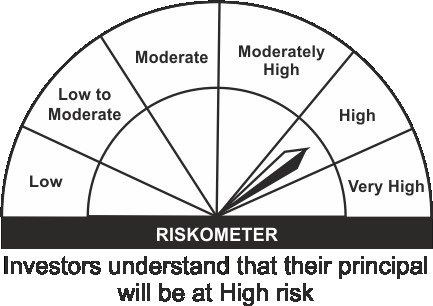 Moderate
Moderately
High
Low to
Moderate
High
Low
Very High
RISKOMETER
Investors understand that their principal
will be at High risk